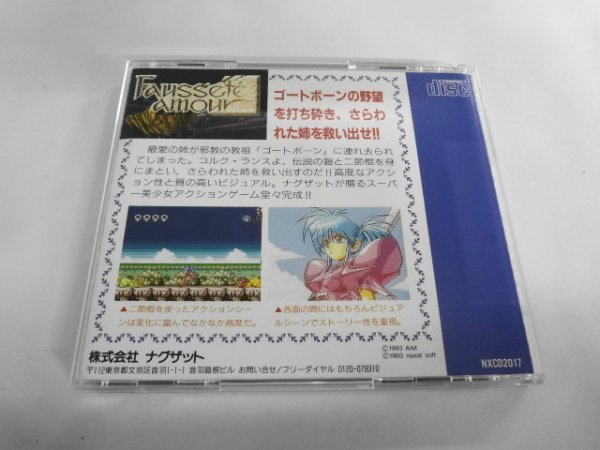 Fausseté
amour
COMPACT
disc
ゴートボーンの野望
を打ち砕き、さらわ
れた姉を救い出せ!!
最愛の姉が邪教の教祖『ゴートボーン』に連れ去られ
てしまった。コルク・ランスよ、伝説の鎧と二節棍を身
にまとい、さらわれた姉を救い出すのだ!!高度なアクシ
ョン性と質の高いビジュアル。ナグザットが贈るスーパ
ー美少女アクションゲーム堂々完成!!
▲二節棍を使ったアクションシー
ンは変化に富んでなかなか高度だ。
▲各面の間にはもちろんビジュア
ルシーンでストーリー性を重視。
株式会社 ナグザット
〒112東京都文京区音羽1-1-1 音羽島根ビル お問い合せ/フリーダイヤル 0120-079310
©1993 AIM
©1993 naxat soft
NXCD2017